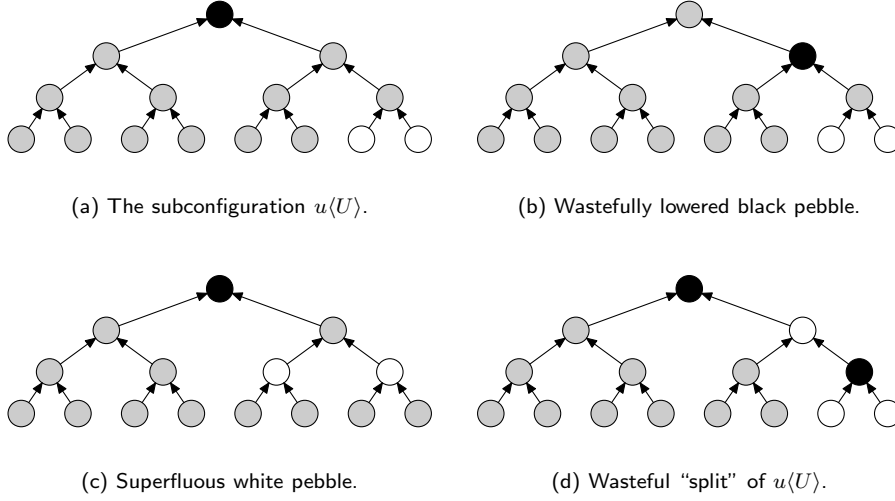 (a) The subconfiguration u⟨U⟩.
(b) Wastefully lowered black pebble.
(c) Superfluous white pebble.
(d) Wasteful “split” of u⟨U⟩.